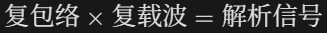 复包络 × 复载波 = 解析信号